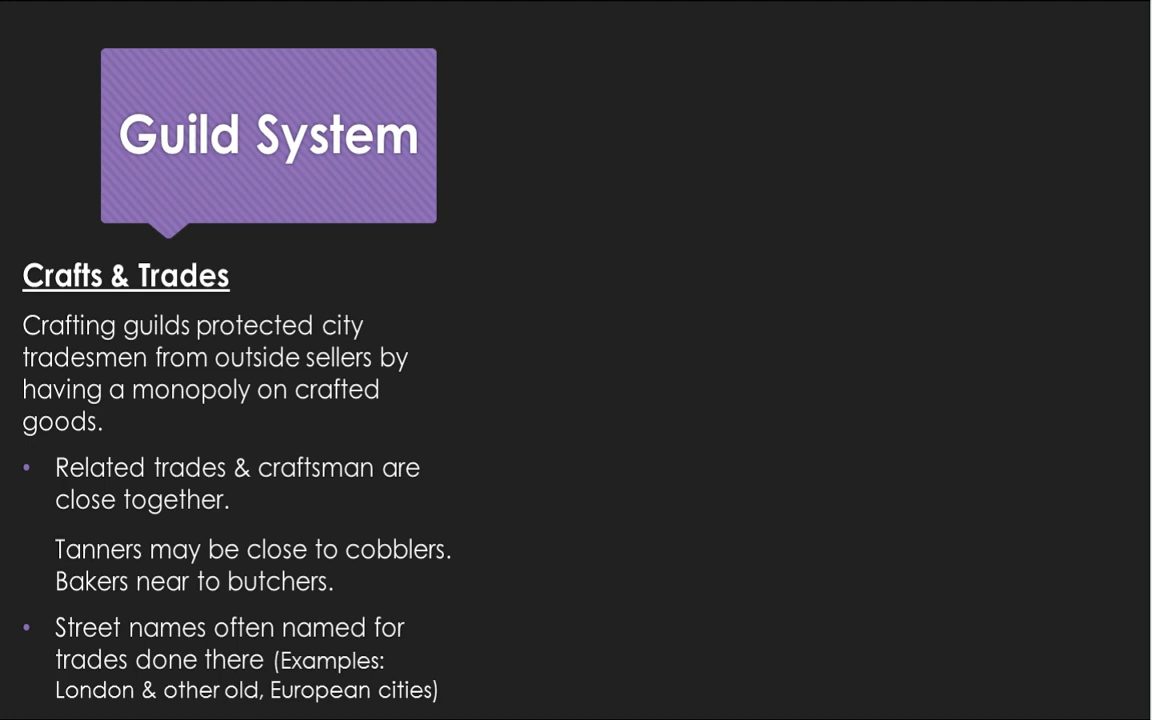 Guild System
Crafts & Trades
Crafting guilds protected city
tradesmen from outside sellers by
having a monopoly on crafted
goods.
• Related trades & craftsman are
close together.
Tanners may be close to cobblers.
Bakers near to butchers.
• Street names often named for
trades done there (Examples:
London & other old, European cities)